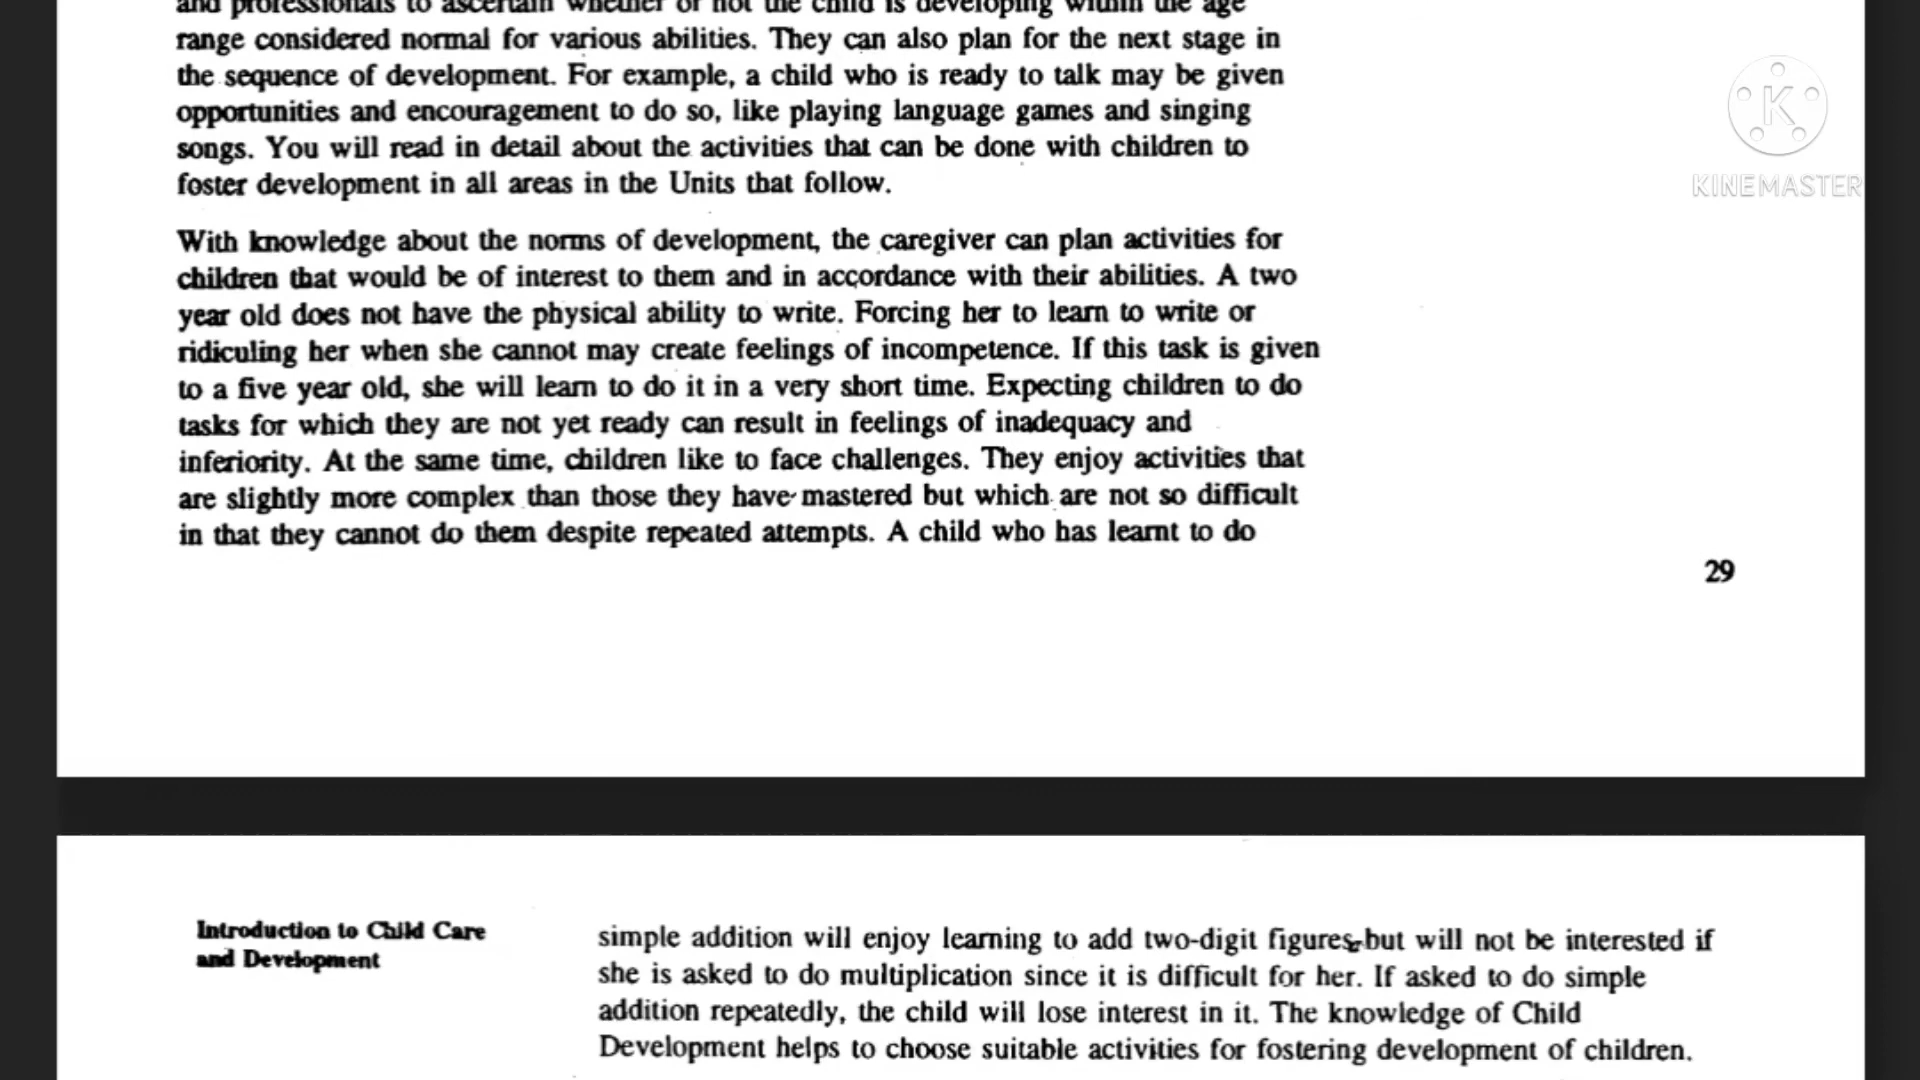 and professionals to ascertain whether or not the child is developing within the age
range considered normal for various abilities. They can also plan for the next stage in
the sequence of development. For example, a child who is ready to talk may be given
opportunities and encouragement to do so, like playing language games and singing
songs. You will read in detail about the activities that can be done with children to
foster development in all areas in the Units that follow.
With knowledge about the norms of development, the caregiver can plan activities for
children that would be of interest to them and in accordance with their abilities. A two
year old does not have the physical ability to write. Forcing her to learn to write or
ridiculing her when she cannot may create feelings of incompetence. If this task is given
to a five year old, she will learn to do it in a very short time. Expecting children to do
tasks for which they are not yet ready can result in feelings of inadequacy and
inferiority. At the same time, children like to face challenges. They enjoy activities that
are slightly more complex than those they have mastered but which are not so difficult
in that they cannot do them despite repeated attempts. A child who has learnt to do
29
K
KINEMASTER
Introduction to Child Care
and Development
simple addition will enjoy learning to add two-digit figures, but will not be interested if
she is asked to do multiplication since it is difficult for her. If asked to do simple
addition repeatedly, the child will lose interest in it. The knowledge of Child
Development helps to choose suitable activities for fostering development of children.